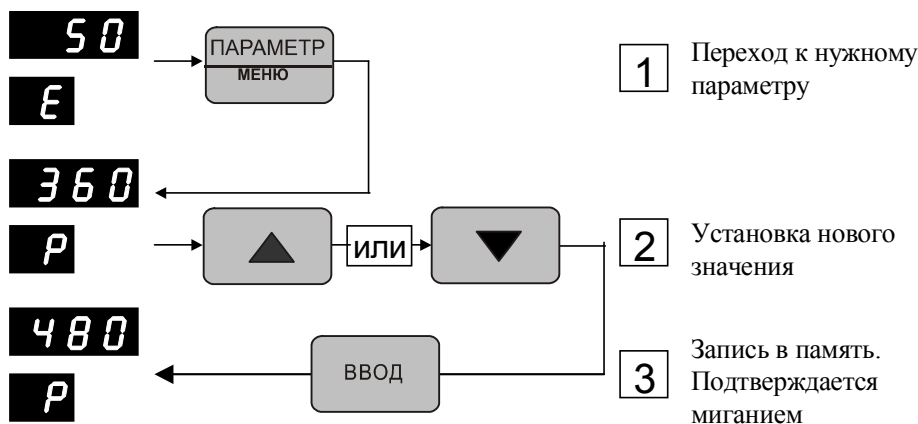 50
ПАРАМЕТР
МЕНЮ
E
1
Переход к нужному
параметру
360
P
ИЛИ
2
Установка нового
значения
480
P
ВВОД
3
Запись в память.
Подтверждается
миганием